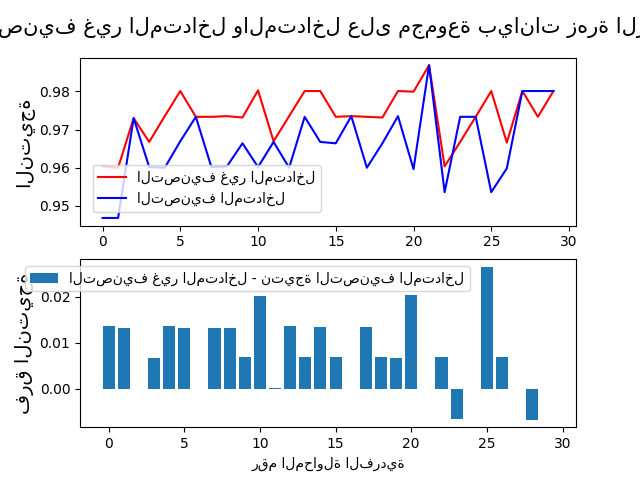 صنيف غير المتداخل والمتداخل على مجموعة بيانات زهرة ال
0.98
0.97
0.96
0.95
النتيجة
التصنيف غير المتداخل
التصنيف المتداخل
0 5 10 15 20 25 30
التصنيف غير المتداخل - نتيجة التصنيف المتداخل
0.02
0.01
0.00
فرق النتيجة
0 5 10 15 20 25 30
رقم المحاولة الفردية